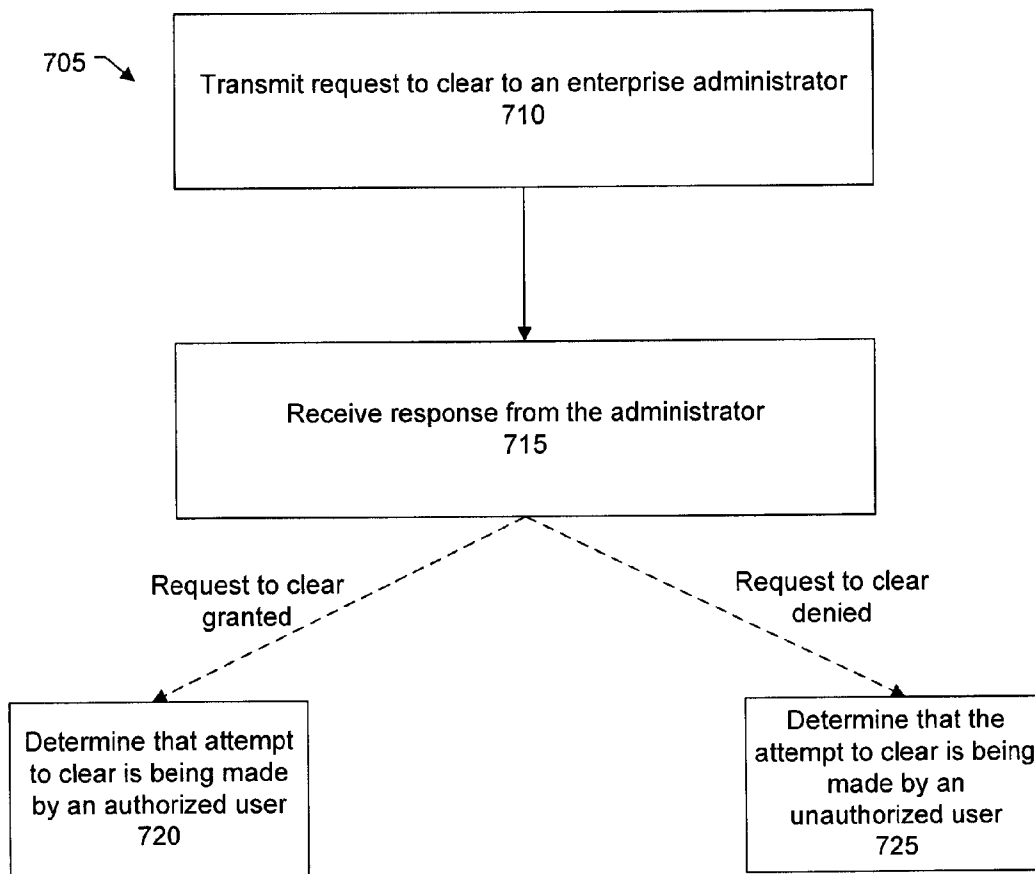 705
Transmit request to clear to an enterprise administrator
710
Receive response from the administrator
715
Request to clear
granted
Request to clear
denied
Determine that attempt
to clear is being made
by an authorized user
720
Determine that the
attempt to clear is being
made by an
unauthorized user
725